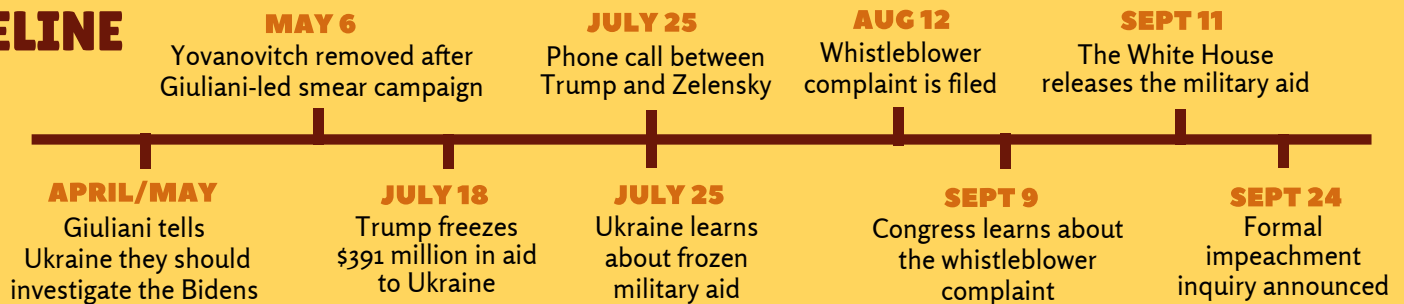 ELINE
MAY 6
Yovanovitch removed after
Giuliani-led smear campaign
JULY 25
Phone call between
Trump and Zelensky
AUG 12
Whistleblower
complaint is filed
SEPT 11
The White House
releases the military aid
APRIL/MAY
Giuliani tells
Ukraine they should
investigate the Bidens
JULY 18
Trump freezes
$391 million in aid
to Ukraine
JULY 25
Ukraine learns
about frozen
military aid
SEPT 9
Congress learns about
the whistleblower
complaint
SEPT 24
Formal
impeachment
inquiry announced